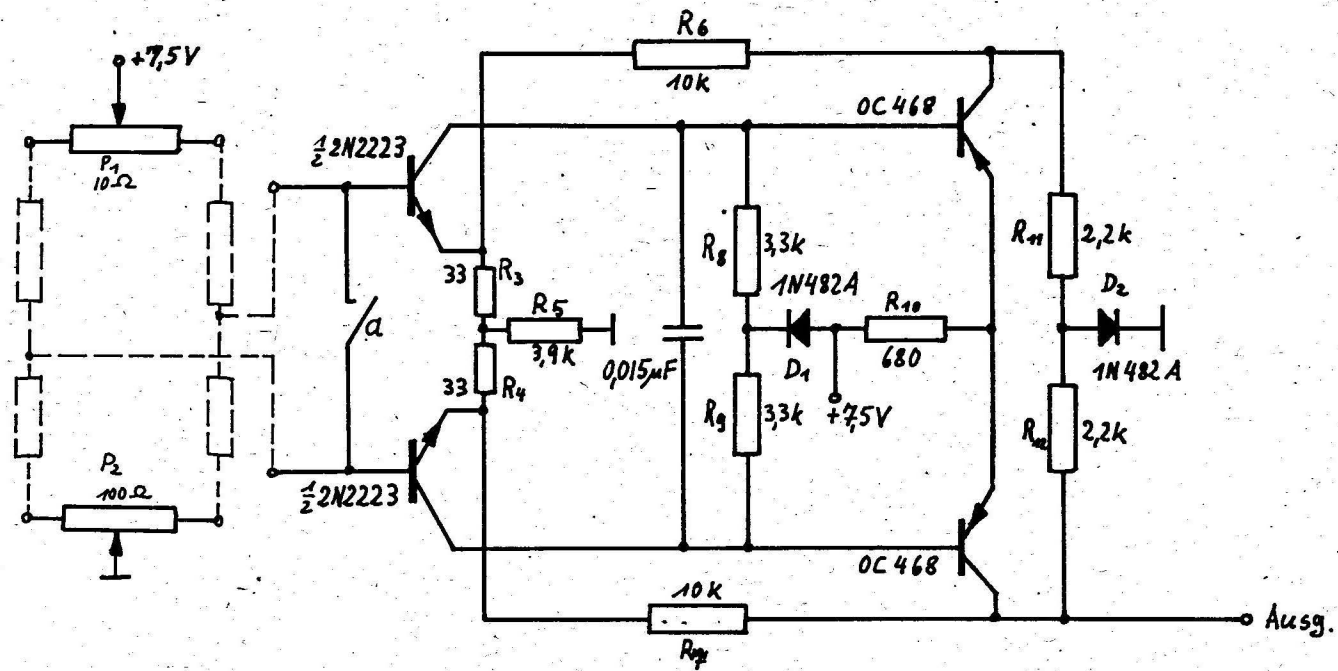 R6
10k
+7,5V
OC 468
½ 2N2223
P1
10Ω
R8
3,3k
R11
2,2k
33
R3
1N482A
D2
R5
R10
a
3,9k
0,015µF
D1
680
1N482A
33
R4
R9
3,3k
+7,5V
R12
2,2k
P2
100Ω
½ 2N2223
OC 468
10k
Ausg.